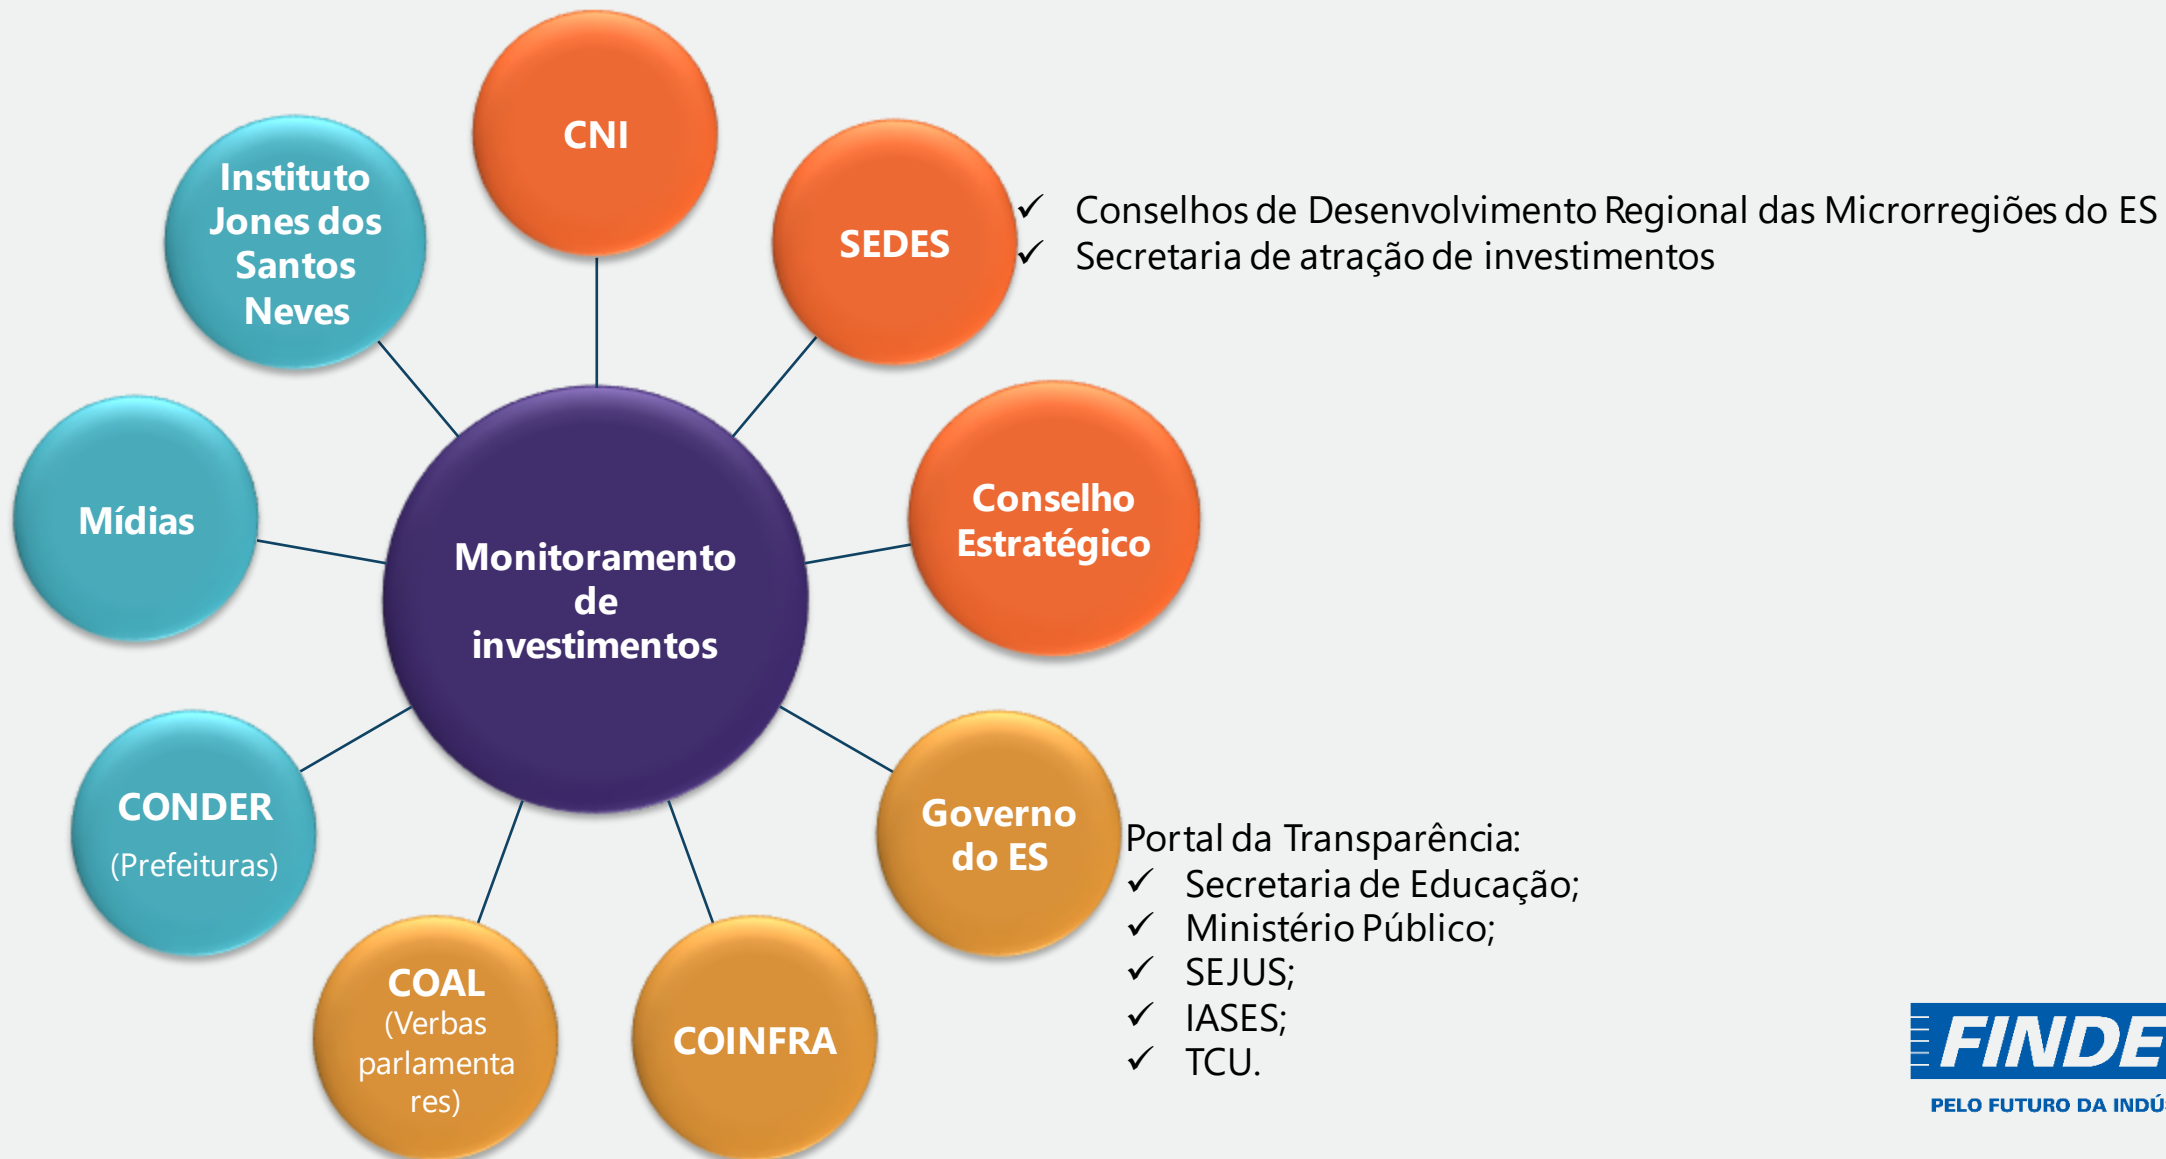 CNI
Instituto
Jones dos
Santos
Neves
SEDES
✓ Conselhos de Desenvolvimento Regional das Microrregiões do ES
✓ Secretaria de atração de investimentos
Mídias
Monitoramento
de
investimentos
Conselho
Estratégico
CONDER
(Prefeituras)
Governo
do ES
Portal da Transparência:
✓ Secretaria de Educação;
✓ Ministério Público;
✓ SEJUS;
✓ IASES;
✓ TCU.
COAL
(Verbas
parlamenta
res)
COINFRA
FINDE
PELO FUTURO DA INDÚ